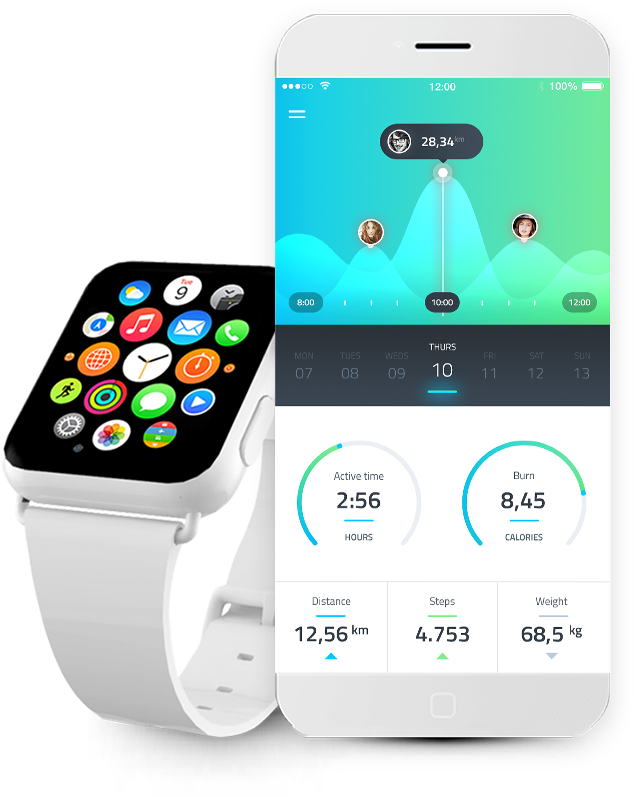 Tue
9
12:00
100%
28,34 km
8:00
10:00
12:00
MON
TUES
WEDS
THURS
FRI
SAT
SUN
07
08
09
10
11
12
13
Active time
2:56
HOURS
Burn
8,45
CALORIES
Distance
12,56 km
Steps
4.753
Weight
68,5 kg